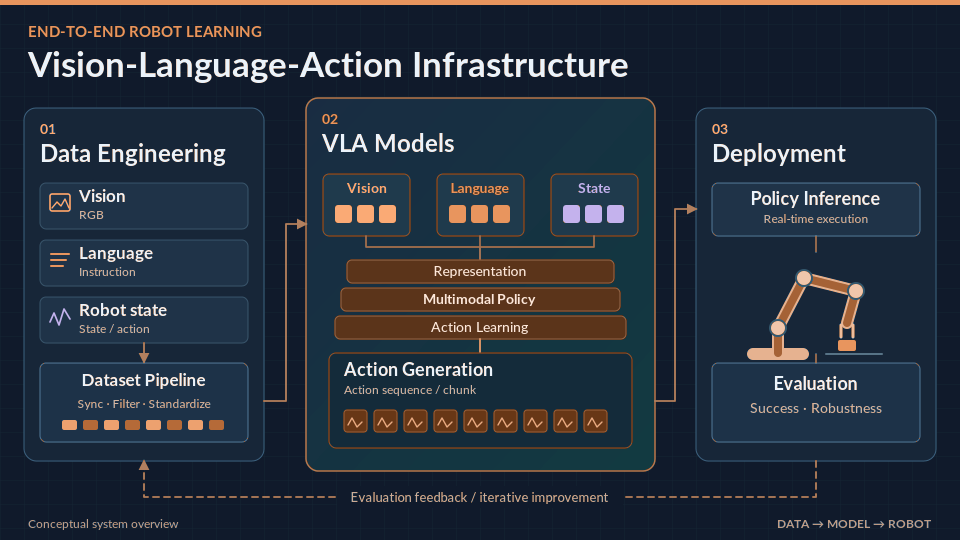 END-TO-END ROBOT LEARNING
Vision-Language-Action Infrastructure
01
Data Engineering
Vision
RGB
Language
Instruction
Robot state
State / action
Dataset Pipeline
Sync · Filter · Standardize
02
VLA Models
Vision
Language
State
Representation
Multimodal Policy
Action Learning
Action Generation
Action sequence / chunk
03
Deployment
Policy Inference
Real-time execution
Evaluation
Success · Robustness
Evaluation feedback / iterative improvement
Conceptual system overview
DATA → MODEL → ROBOT